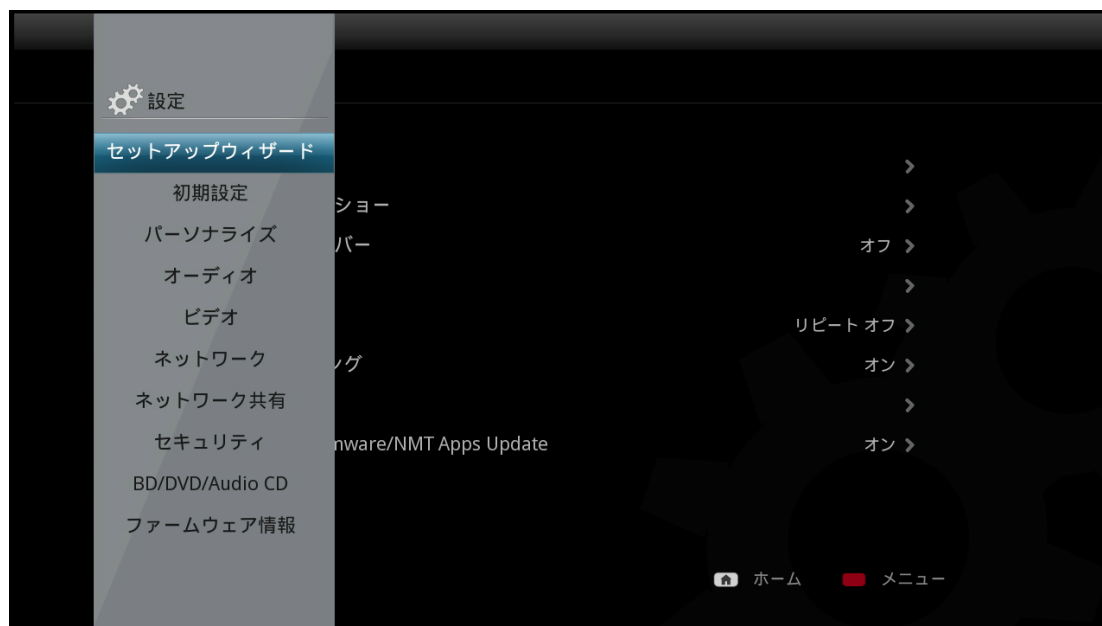 設定
セットアップウィザード
初期設定
パーソナライズ
オーディオ
ビデオ
ネットワーク
ネットワーク共有
セキュリティ
BD/DVD/Audio CD
ファームウェア情報
ショー
バー
オフ
リピート オフ
グ
オン
mware/NMT Apps Update
オン
ホーム
メニュー